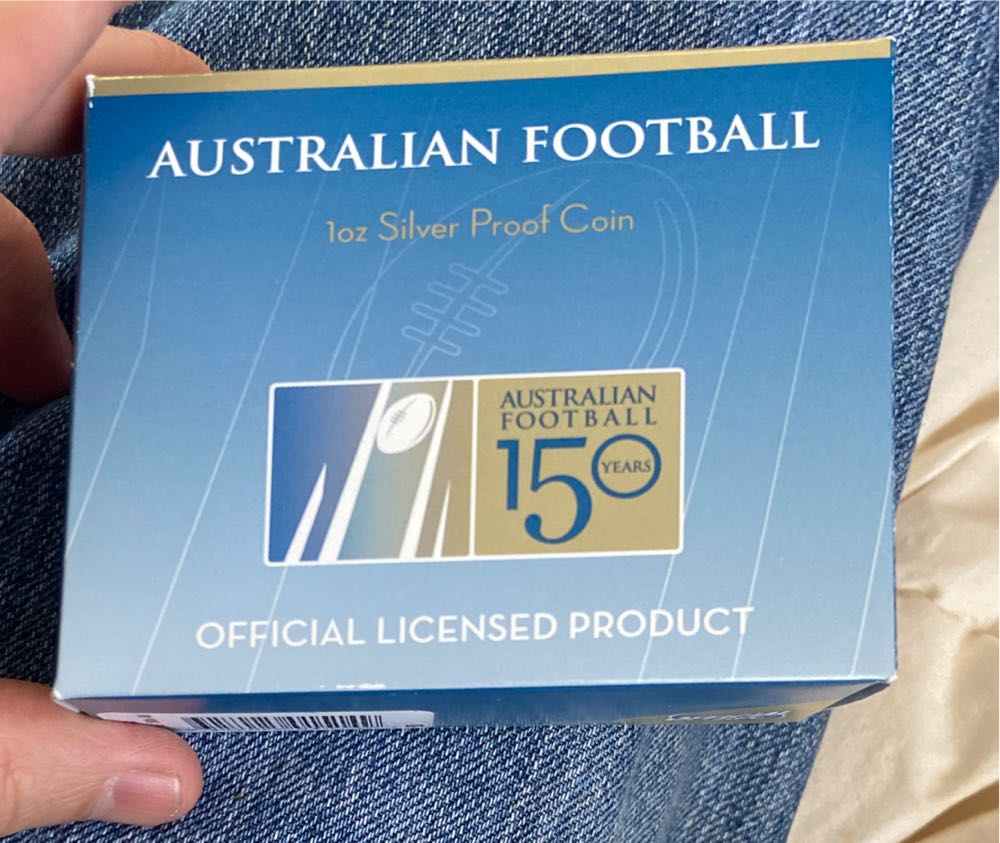 AUSTRALIAN FOOTBALL
1oz Silver Proof Coin
AUSTRALIAN
FOOTBALL
150
YEARS
OFFICIAL LICENSED PRODUCT